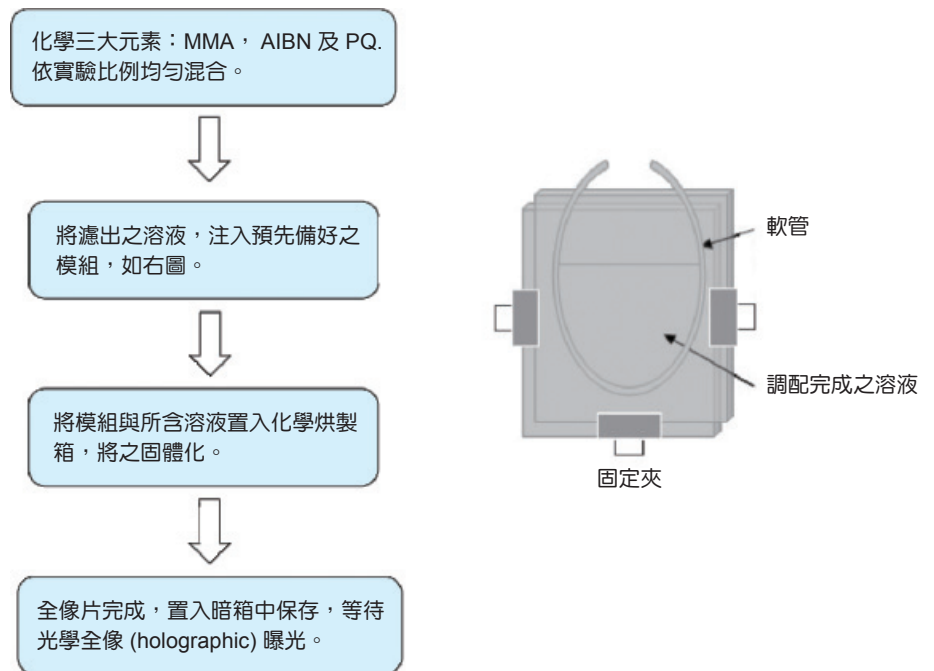 化學三大元素：MMA， AIBN 及 PQ.
依實驗比例均勻混合。
將濾出之溶液，注入預先備好之
模組，如右圖。
將模組與所含溶液置入化學烘製
箱，將之固體化。
全像片完成，置入暗箱中保存，等待
光學全像 (holographic) 曝光。
軟管
調配完成之溶液
固定夾